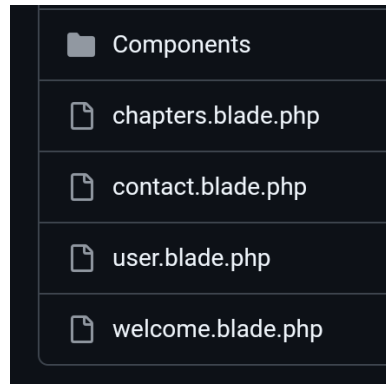 Components
chapters.blade.php
contact.blade.php
user.blade.php
welcome.blade.php